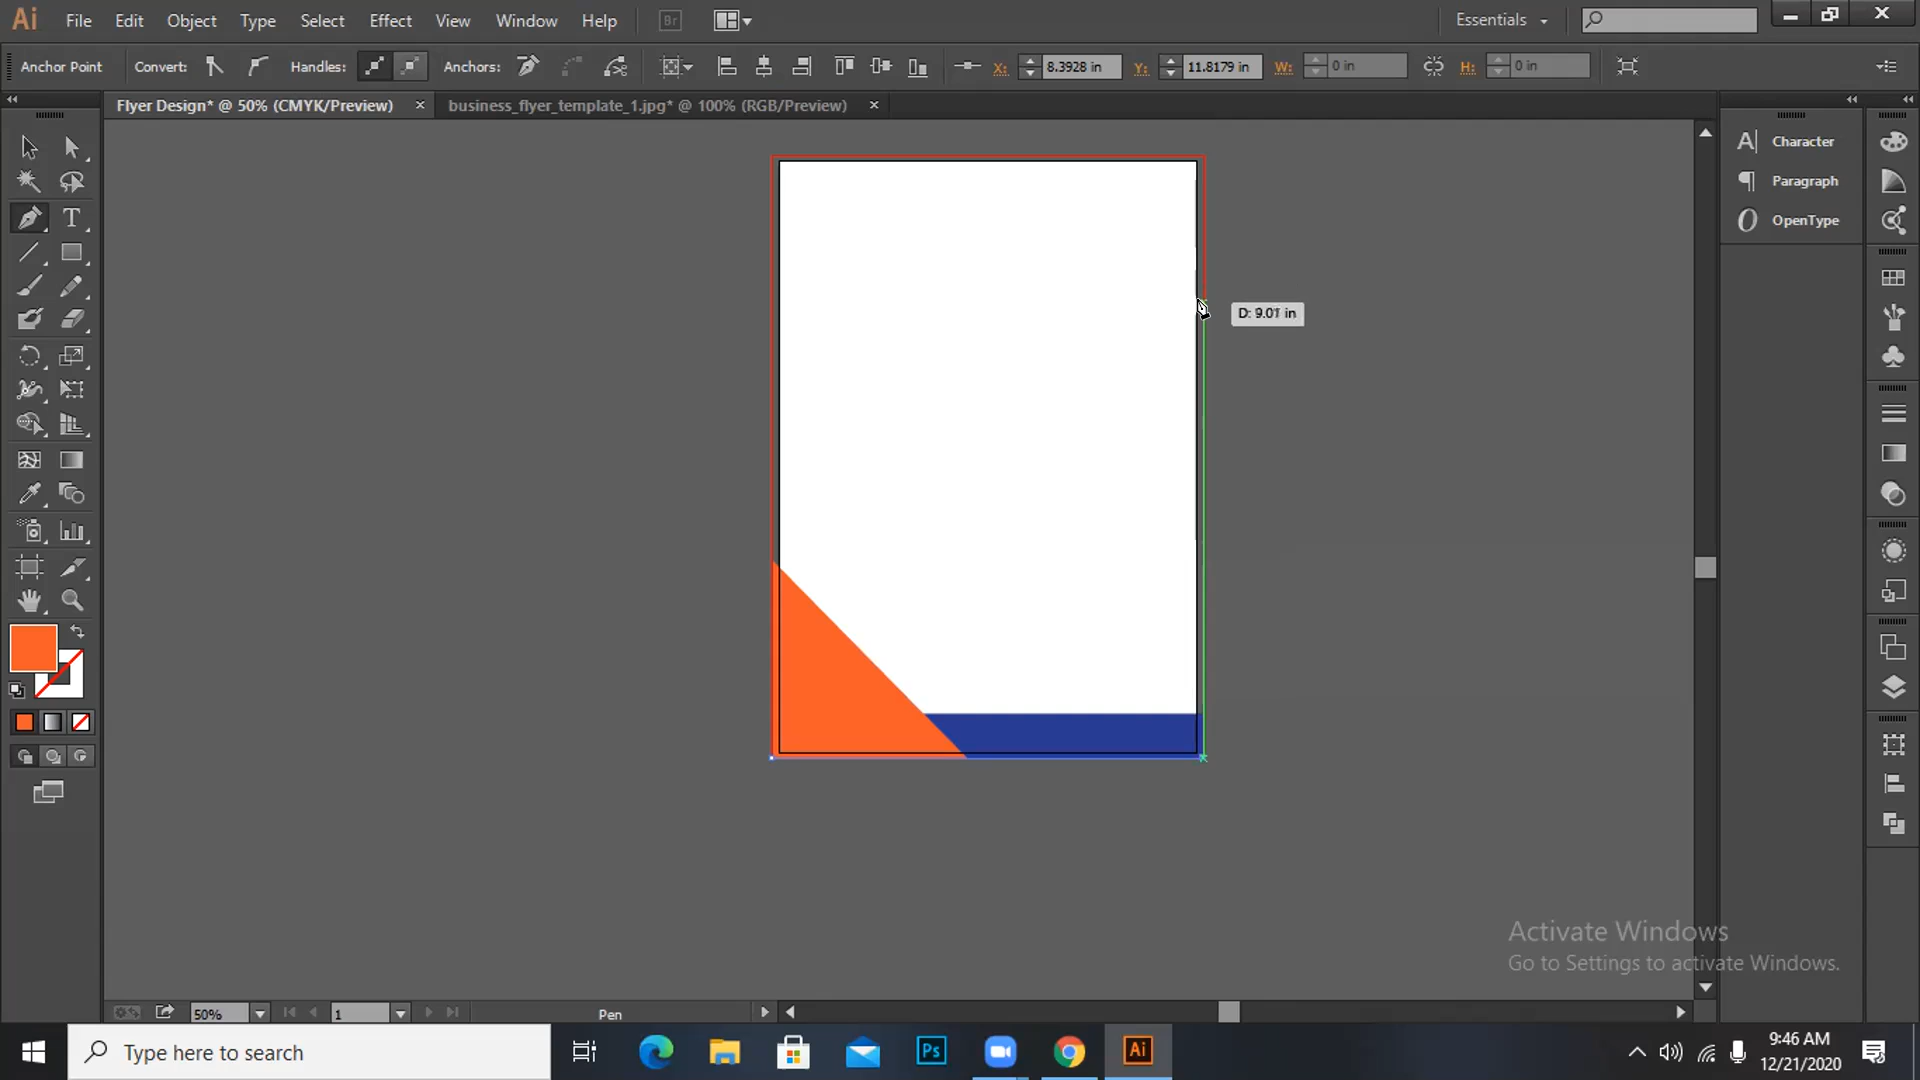 Ai File Edit Object Type Select Effect View Window Help Br Essentials
Anchor Point Convert: Handles: Anchors: X: 8.3928 in Y: 11.8179 in W: 0 in H: 0 in
Flyer Design* @ 50% (CMYK/Preview) × business_flyer_template_1.jpg* @ 100% (RGB/Preview) ×
A Character
Paragraph
O OpenType
T
D: 9.01 in
Activate Windows
Go to Settings to activate Windows.
50% 1 Pen
Type here to search Ps Ai 9:46 AM
12/21/2020